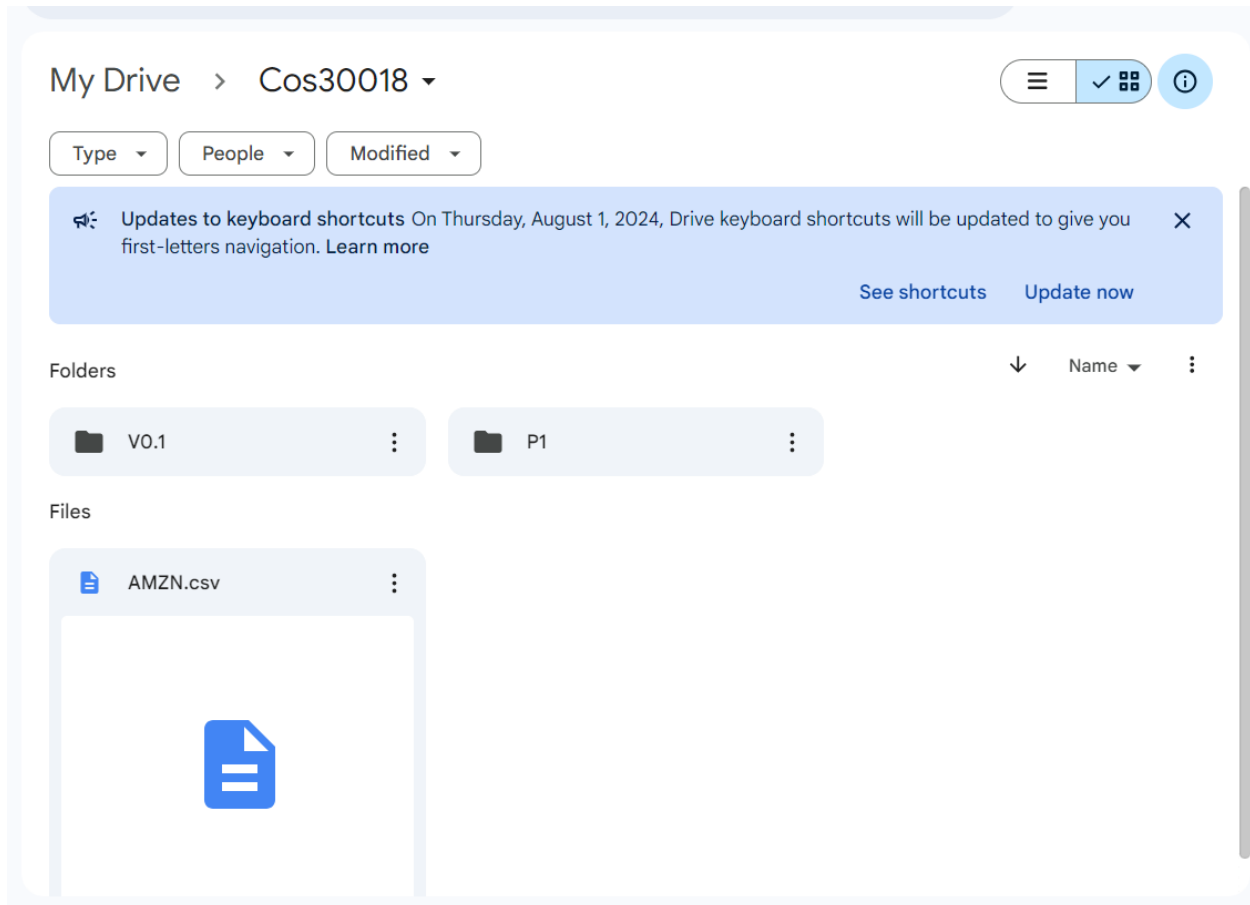 My Drive > Cos30018
Type People Modified
Updates to keyboard shortcuts On Thursday, August 1, 2024, Drive keyboard shortcuts will be updated to give you
first-letters navigation. Learn more
See shortcuts Update now
Folders Name
V0.1 P1
Files
AMZN.csv